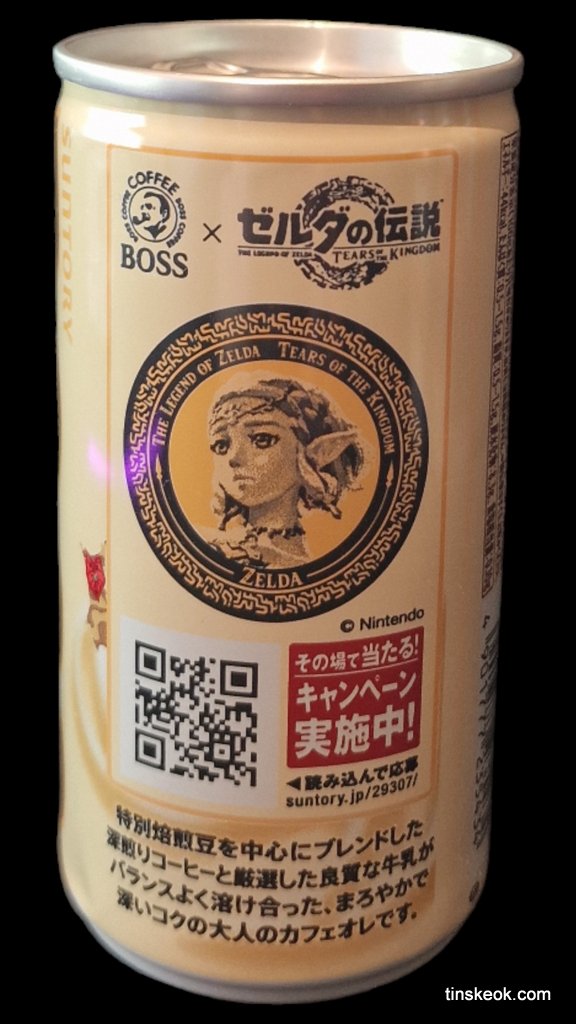 SUNTORY
COFFEE
BOSS COFFEE BOSS COFFEE
BOSS
×
ゼルダの伝説
THE LEGEND OF ZELDA
TEARS OF THE KINGDOM
THE LEGEND OF ZELDA TEARS OF THE KINGDOM
ZELDA
© Nintendo
その場で当たる!
キャンペーン
実施中!
◀読み込んで応募
suntory.jp/29307/
特別焙煎豆を中心にブレンドした
深煎りコーヒーと厳選した良質な牛乳が
バランスよく溶け合った、まろやかで
深いコクの大人のカフェオレです。
tinskeok.com